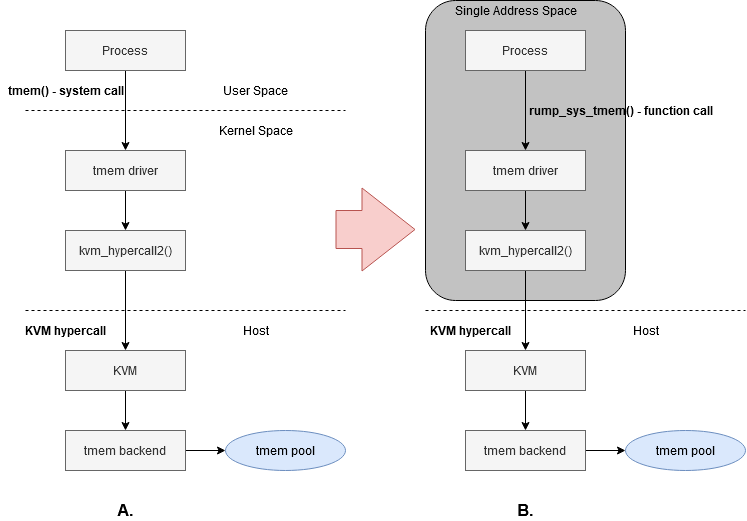 Process
tmem() - system call
User Space
Kernel Space
tmem driver
kvm_hypercall2()
KVM hypercall
Host
KVM
tmem backend
tmem pool
A.
Single Address Space
Process
rump_sys_tmem() - function call
tmem driver
kvm_hypercall2()
KVM hypercall
Host
KVM
tmem backend
tmem pool
B.